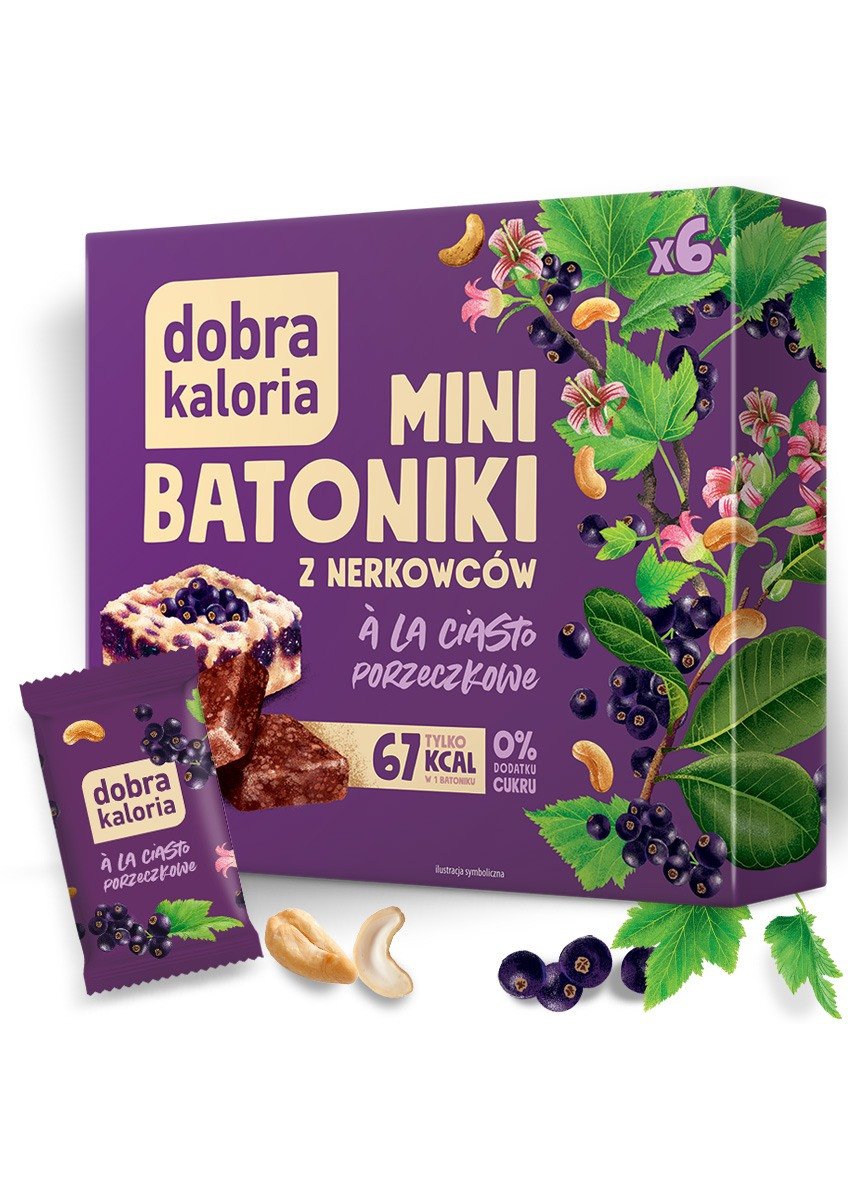 x6
dobra
kaloria
MINI
BATONIKI
Z NERKOWCÓW
À LA CIASTO
PORZECZKOWE
67 TYLKO
KCAL
W 1 BATONIKU
0%
DODATKU
CUKRU
ilustracja symboliczna
dobra
kaloria
À LA CIASTO
PORZECZKOWE